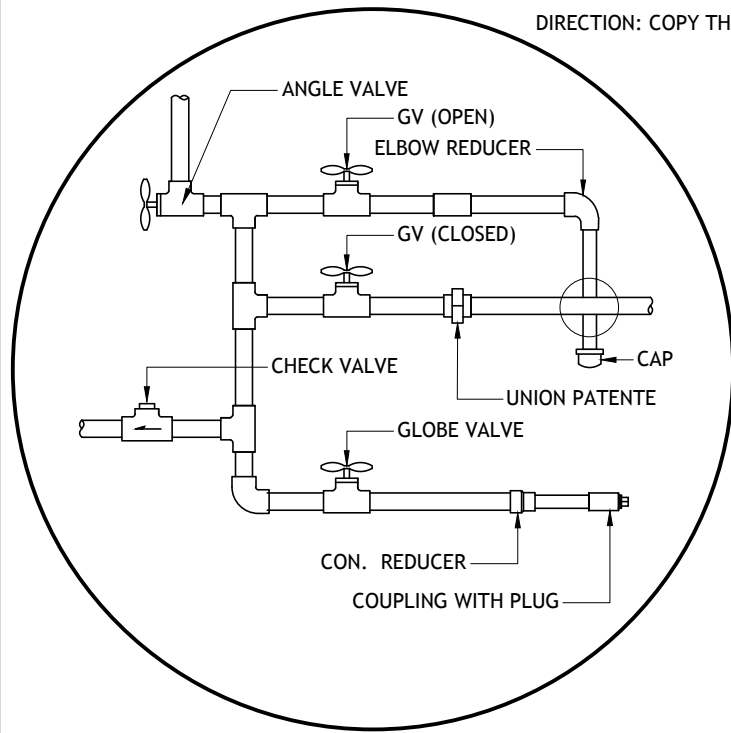 DIRECTION: COPY TH
ANGLE VALVE
GV (OPEN)
ELBOW REDUCER
GV (CLOSED)
CAP
CHECK VALVE
UNION PATENTE
GLOBE VALVE
CON. REDUCER
COUPLING WITH PLUG